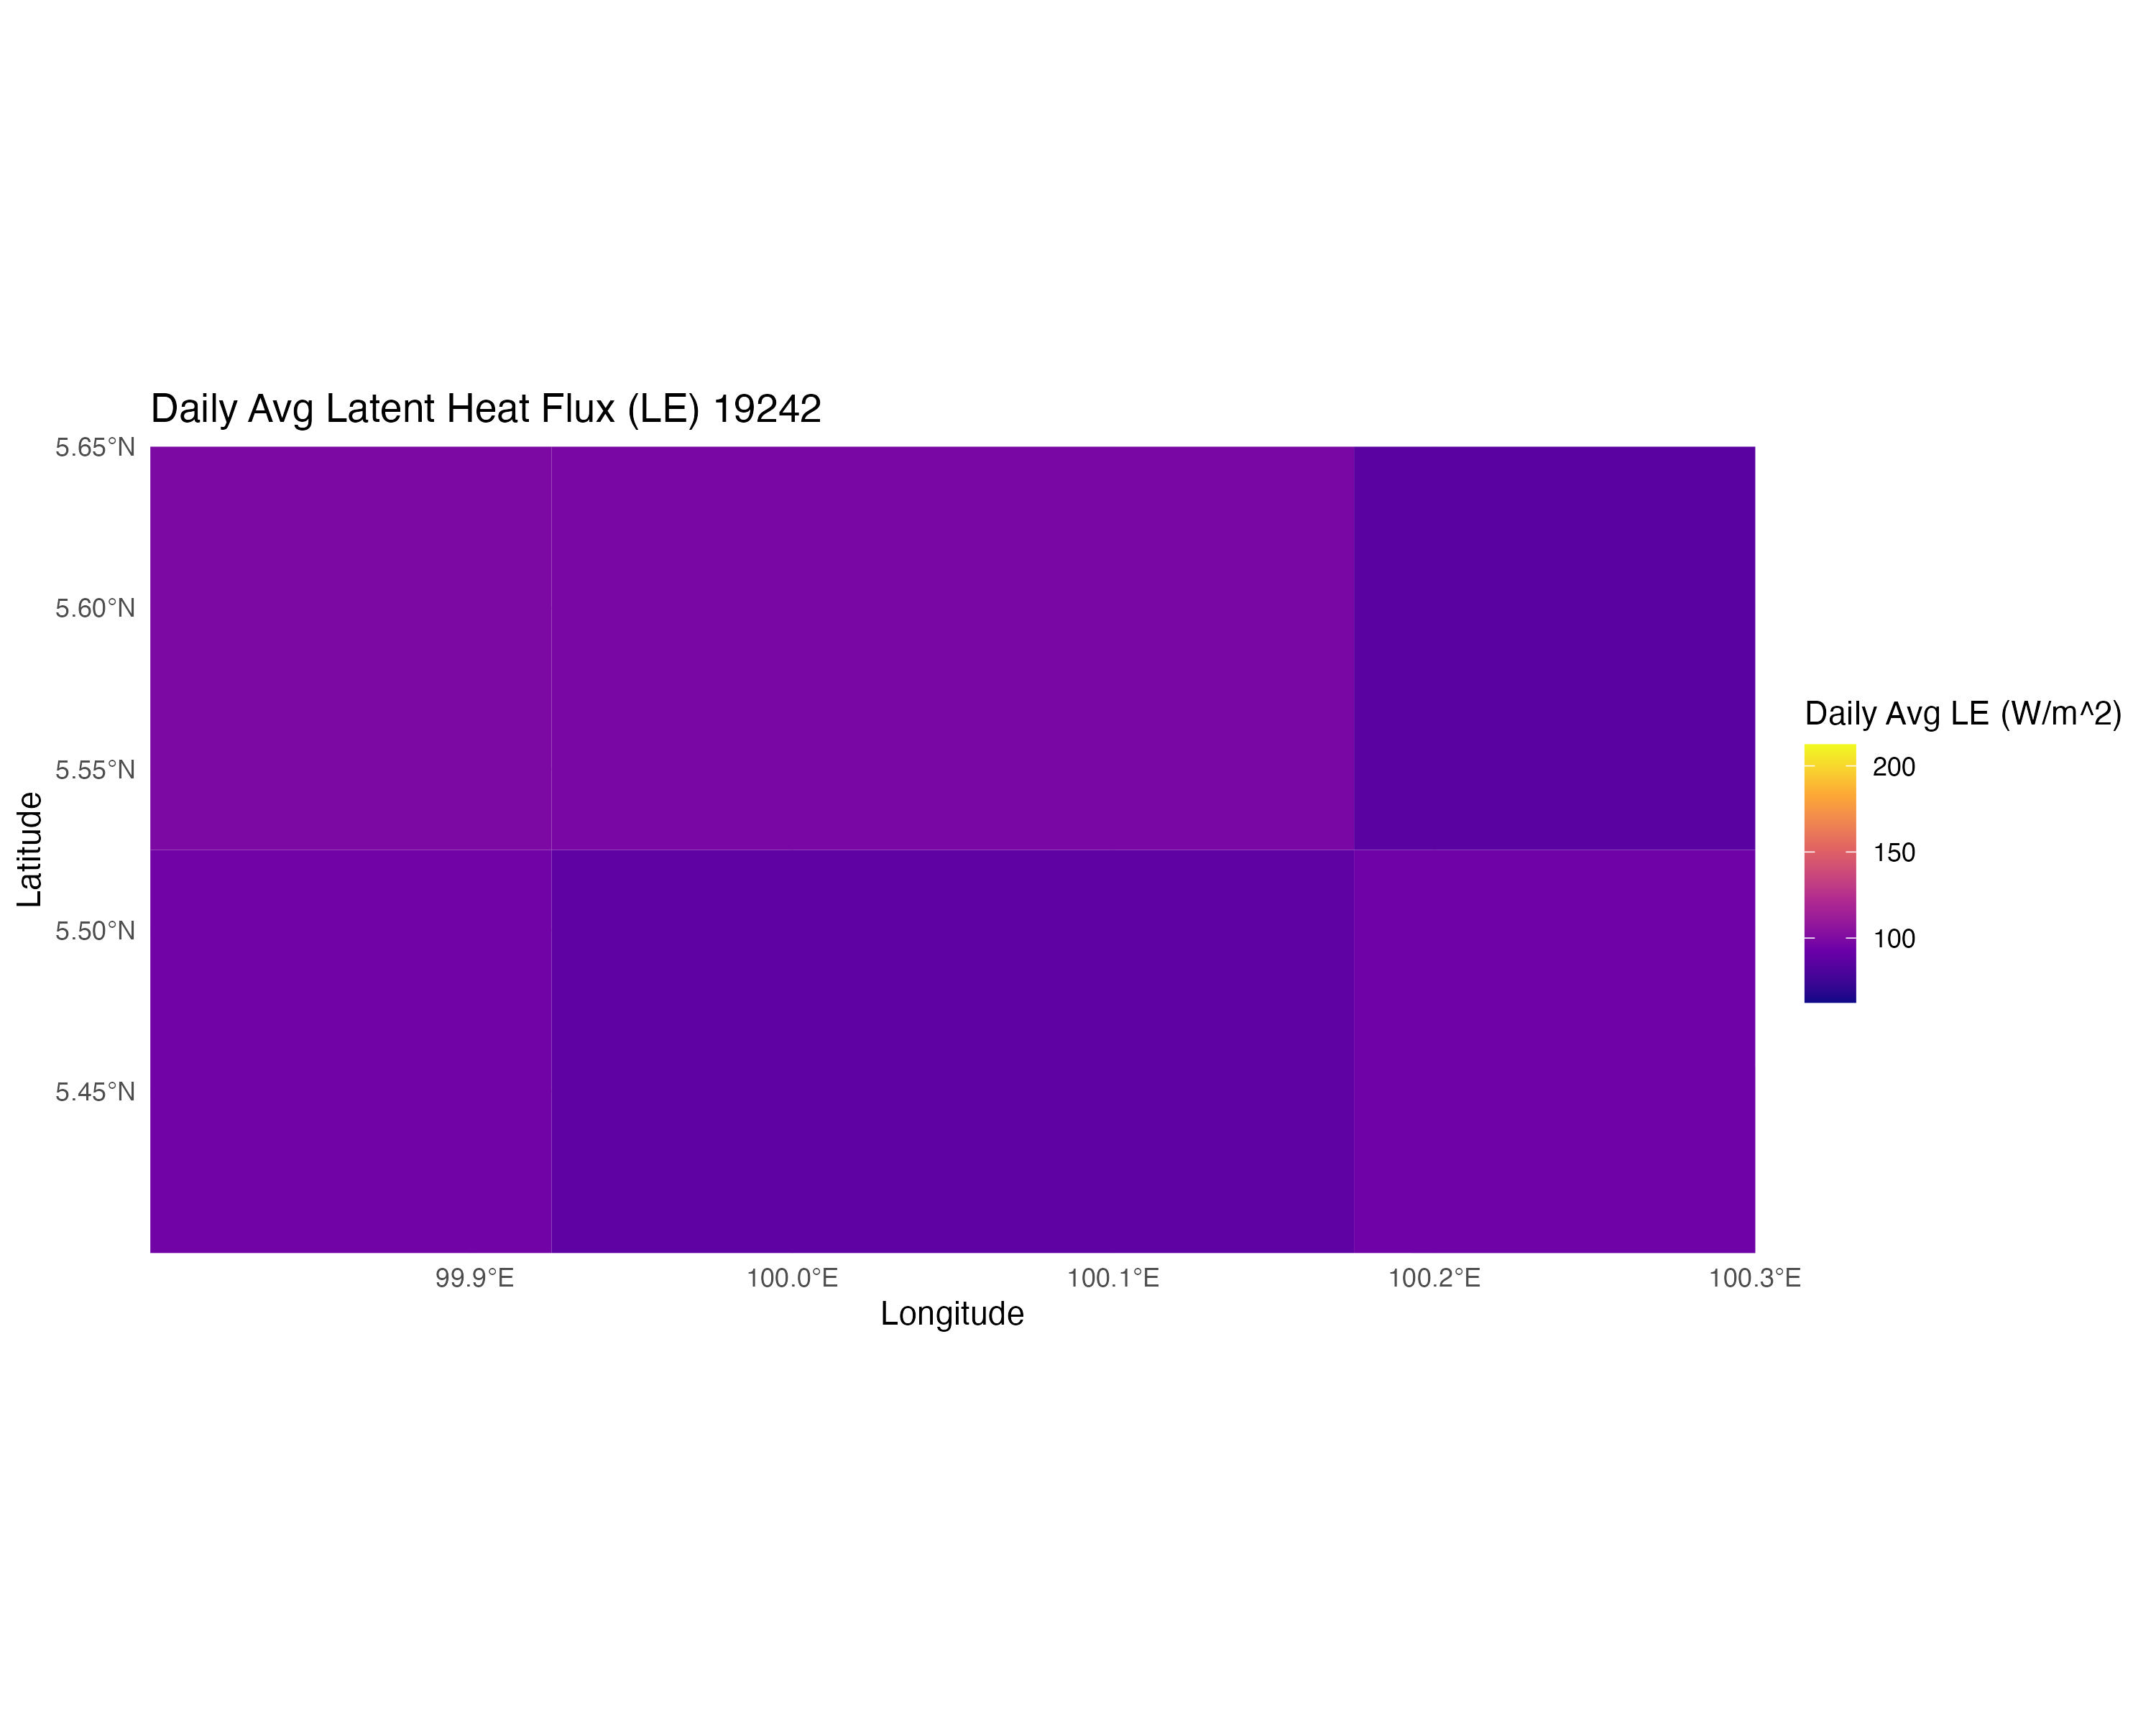 Daily Avg Latent Heat Flux (LE) 19242
5.65°N
5.60°N
5.55°N
5.50°N
5.45°N
Latitude
99.9°E
100.0°E
100.1°E
100.2°E
100.3°E
Longitude
Daily Avg LE (W/m^2)
200
150
100